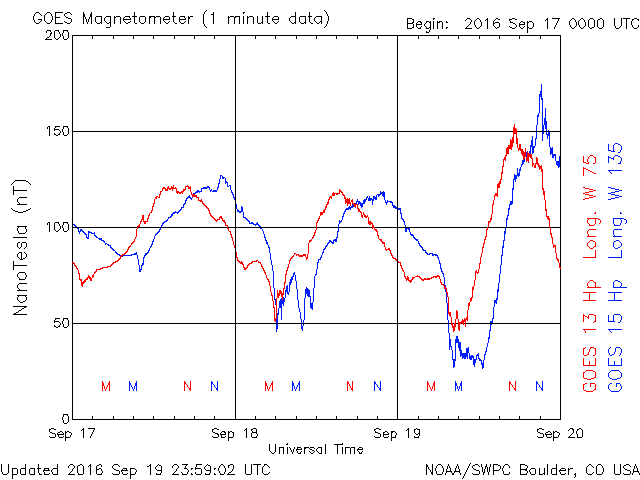 GOES Magnetometer (1 minute data)
Begin: 2016 Sep 17 0000 UTC
200
150
100
50
0
NanoTesla (nT)
M M N N M M N N M M N N
Sep 17 Sep 18 Sep 19 Sep 20
Universal Time
GOES 13 Hp Long. W 75
GOES 15 Hp Long. W 135
Updated 2016 Sep 19 23:59:02 UTC
NOAA/SWPC Boulder, CO USA